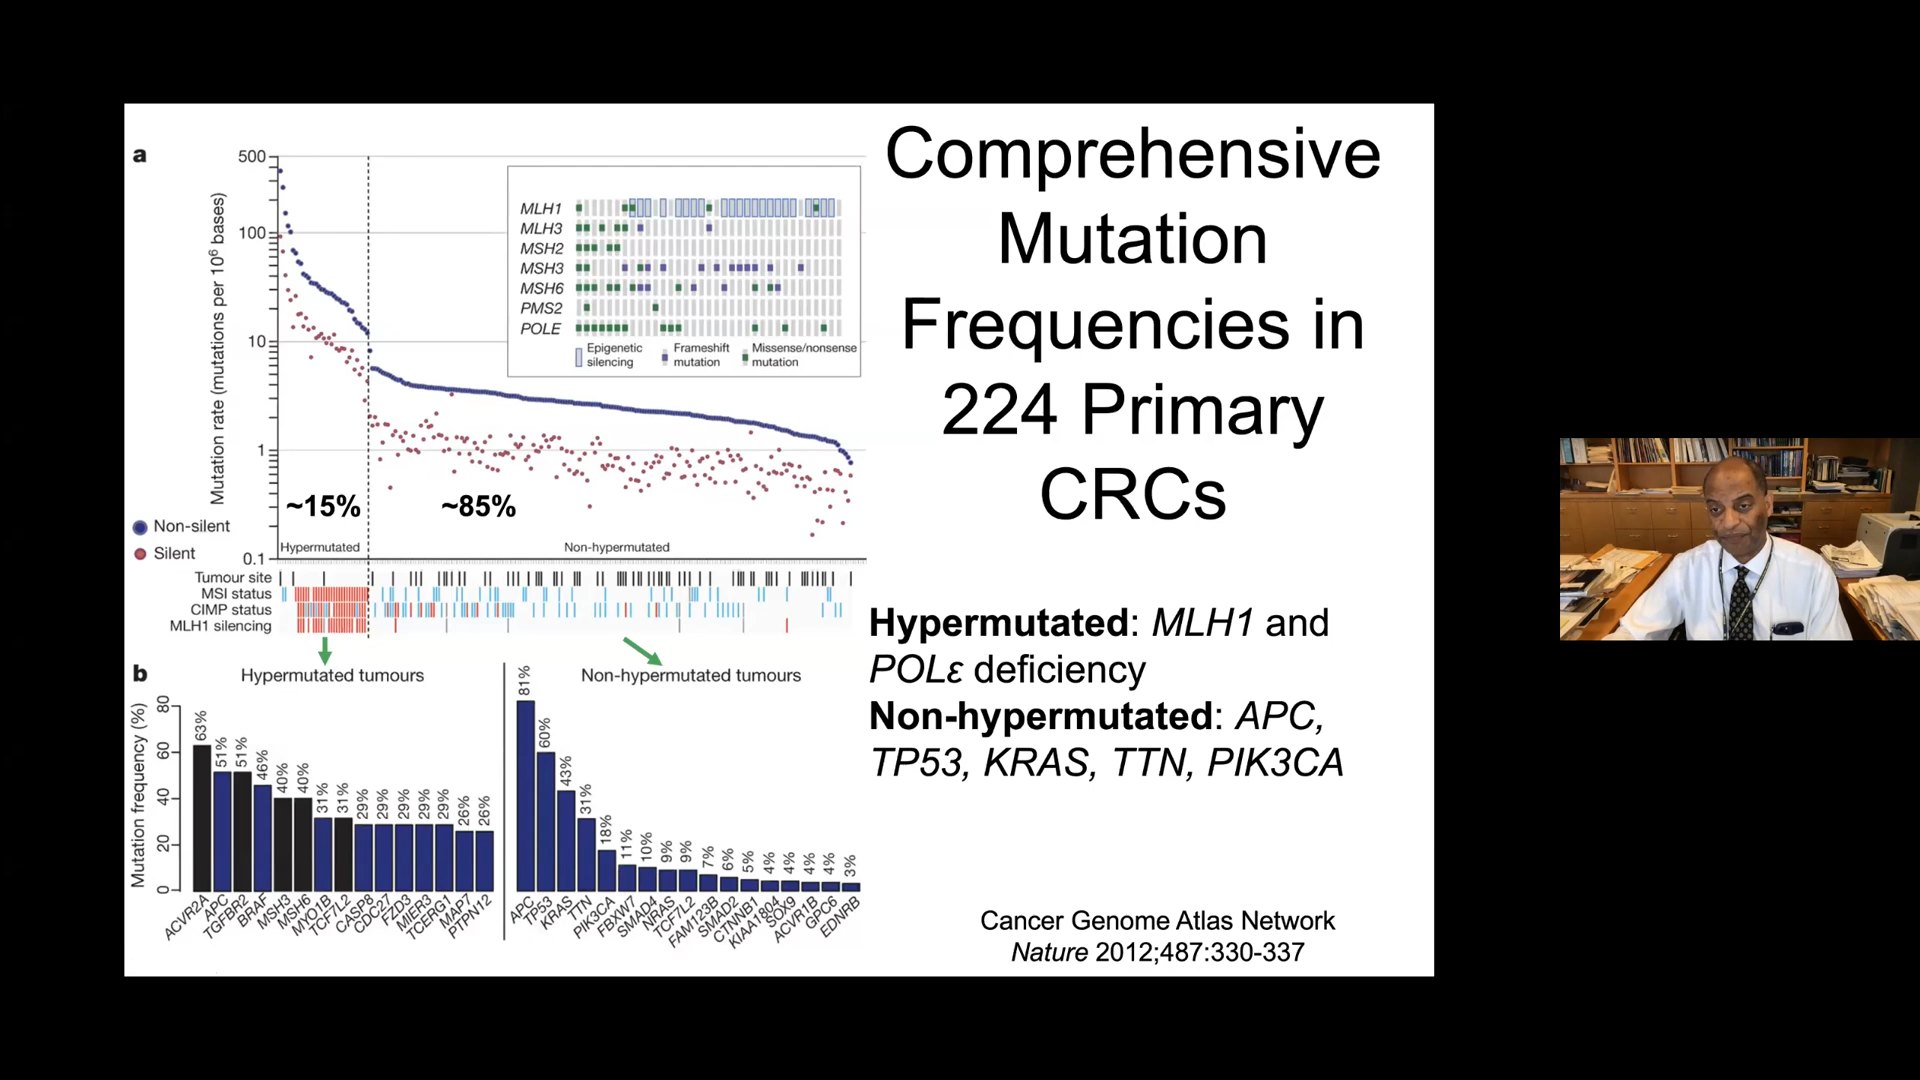 Comprehensive
Mutation
Frequencies in
224 Primary
CRCs
a
Mutation rate (mutations per 10⁶ bases)
500
100
10
1
0.1
MLH1
MLH3
MSH2
MSH3
MSH6
PMS2
POLE
Epigenetic
silencing
Frameshift
mutation
Missense/nonsense
mutation
~15%
~85%
Non-silent
Silent
Hypermutated
Non-hypermutated
Tumour site
MSI status
CIMP status
MLH1 silencing
b
Hypermutated tumours
Non-hypermutated tumours
Mutation frequency (%)
80
60
40
20
0
63%
51%
51%
46%
40%
40%
31%
31%
29%
29%
29%
29%
29%
26%
26%
ACVR2A
APC
TGFBR2
BRAF
MSH3
MSH6
MYO1B
TCF7L2
CASP8
CDC27
FZD3
MIER3
TCERG1
MAP7
PTPN12
81%
60%
43%
31%
18%
11%
10%
9%
9%
7%
6%
5%
4%
4%
4%
4%
3%
APC
TP53
KRAS
TTN
PIK3CA
FBXW7
SMAD4
NRAS
TCF7L2
FAM123B
SMAD2
CTNNB1
KIAA1804
SOX9
ACVR1B
GPC6
EDNRB
Hypermutated: MLH1 and
POLε deficiency
Non-hypermutated: APC,
TP53, KRAS, TTN, PIK3CA
Cancer Genome Atlas Network
Nature 2012;487:330-337